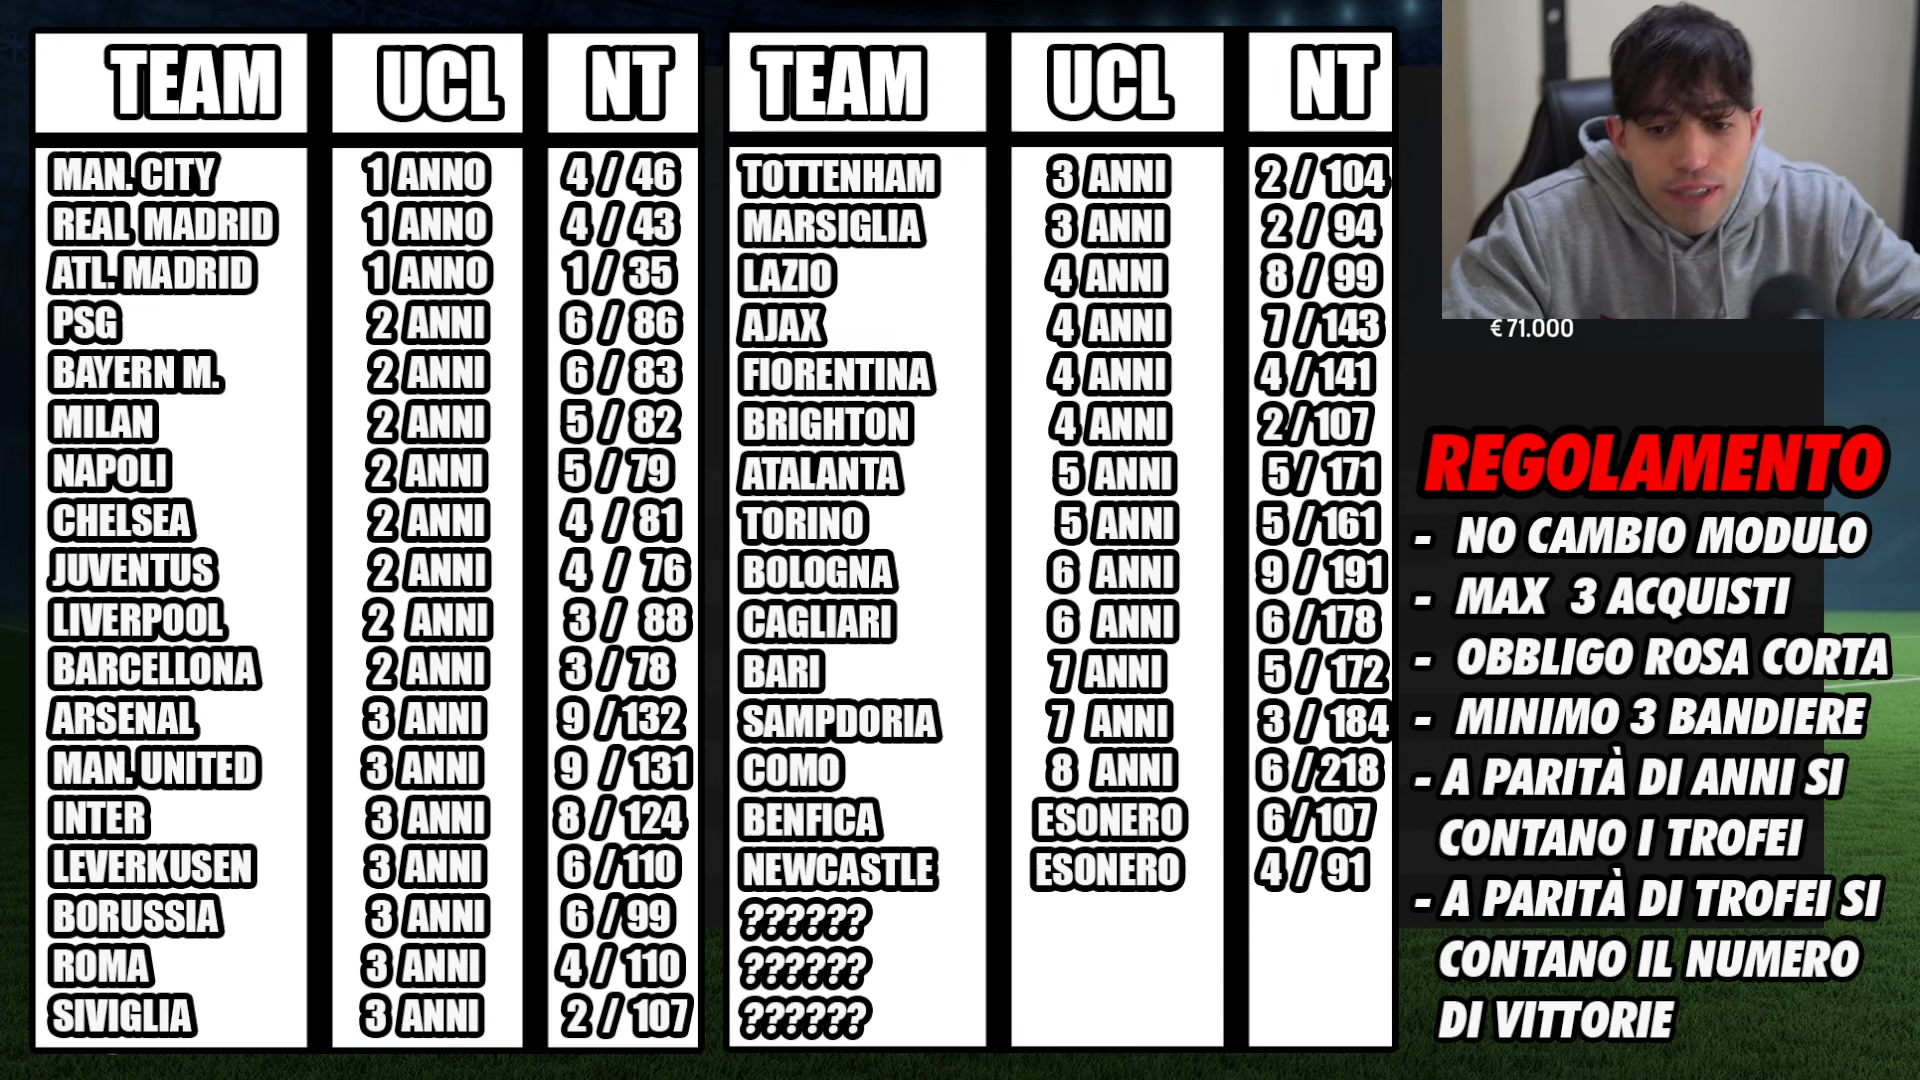 TEAM UCL NT
MAN. CITY 1 ANNO 4 / 46
REAL MADRID 1 ANNO 4 / 43
ATL. MADRID 1 ANNO 1 / 35
PSG 2 ANNI 6 / 86
BAYERN M. 2 ANNI 6 / 83
MILAN 2 ANNI 5 / 82
NAPOLI 2 ANNI 5 / 79
CHELSEA 2 ANNI 4 / 81
JUVENTUS 2 ANNI 4 / 76
LIVERPOOL 2 ANNI 3 / 88
BARCELLONA 2 ANNI 3 / 78
ARSENAL 3 ANNI 9 /132
MAN. UNITED 3 ANNI 9 / 131
INTER 3 ANNI 8 / 124
LEVERKUSEN 3 ANNI 6 /110
BORUSSIA 3 ANNI 6 / 99
ROMA 3 ANNI 4 / 110
SIVIGLIA 3 ANNI 2 / 107
TEAM UCL NT
TOTTENHAM 3 ANNI 2 / 104
MARSIGLIA 3 ANNI 2 / 94
LAZIO 4 ANNI 8 / 99
AJAX 4 ANNI 7 /143
FIORENTINA 4 ANNI 4 /141
BRIGHTON 4 ANNI 2 /107
ATALANTA 5 ANNI 5 / 171
TORINO 5 ANNI 5 /161
BOLOGNA 6 ANNI 9 / 191
CAGLIARI 6 ANNI 6 /178
BARI 7 ANNI 5 / 172
SAMPDORIA 7 ANNI 3 / 184
COMO 8 ANNI 6 /218
BENFICA ESONERO 6 /107
NEWCASTLE ESONERO 4 / 91
??????
??????
??????
€ 71.000
REGOLAMENTO
- NO CAMBIO MODULO
- MAX 3 ACQUISTI
- OBBLIGO ROSA CORTA
- MINIMO 3 BANDIERE
- A PARITÀ DI ANNI SI
CONTANO I TROFEI
- A PARITÀ DI TROFEI SI
CONTANO IL NUMERO
DI VITTORIE